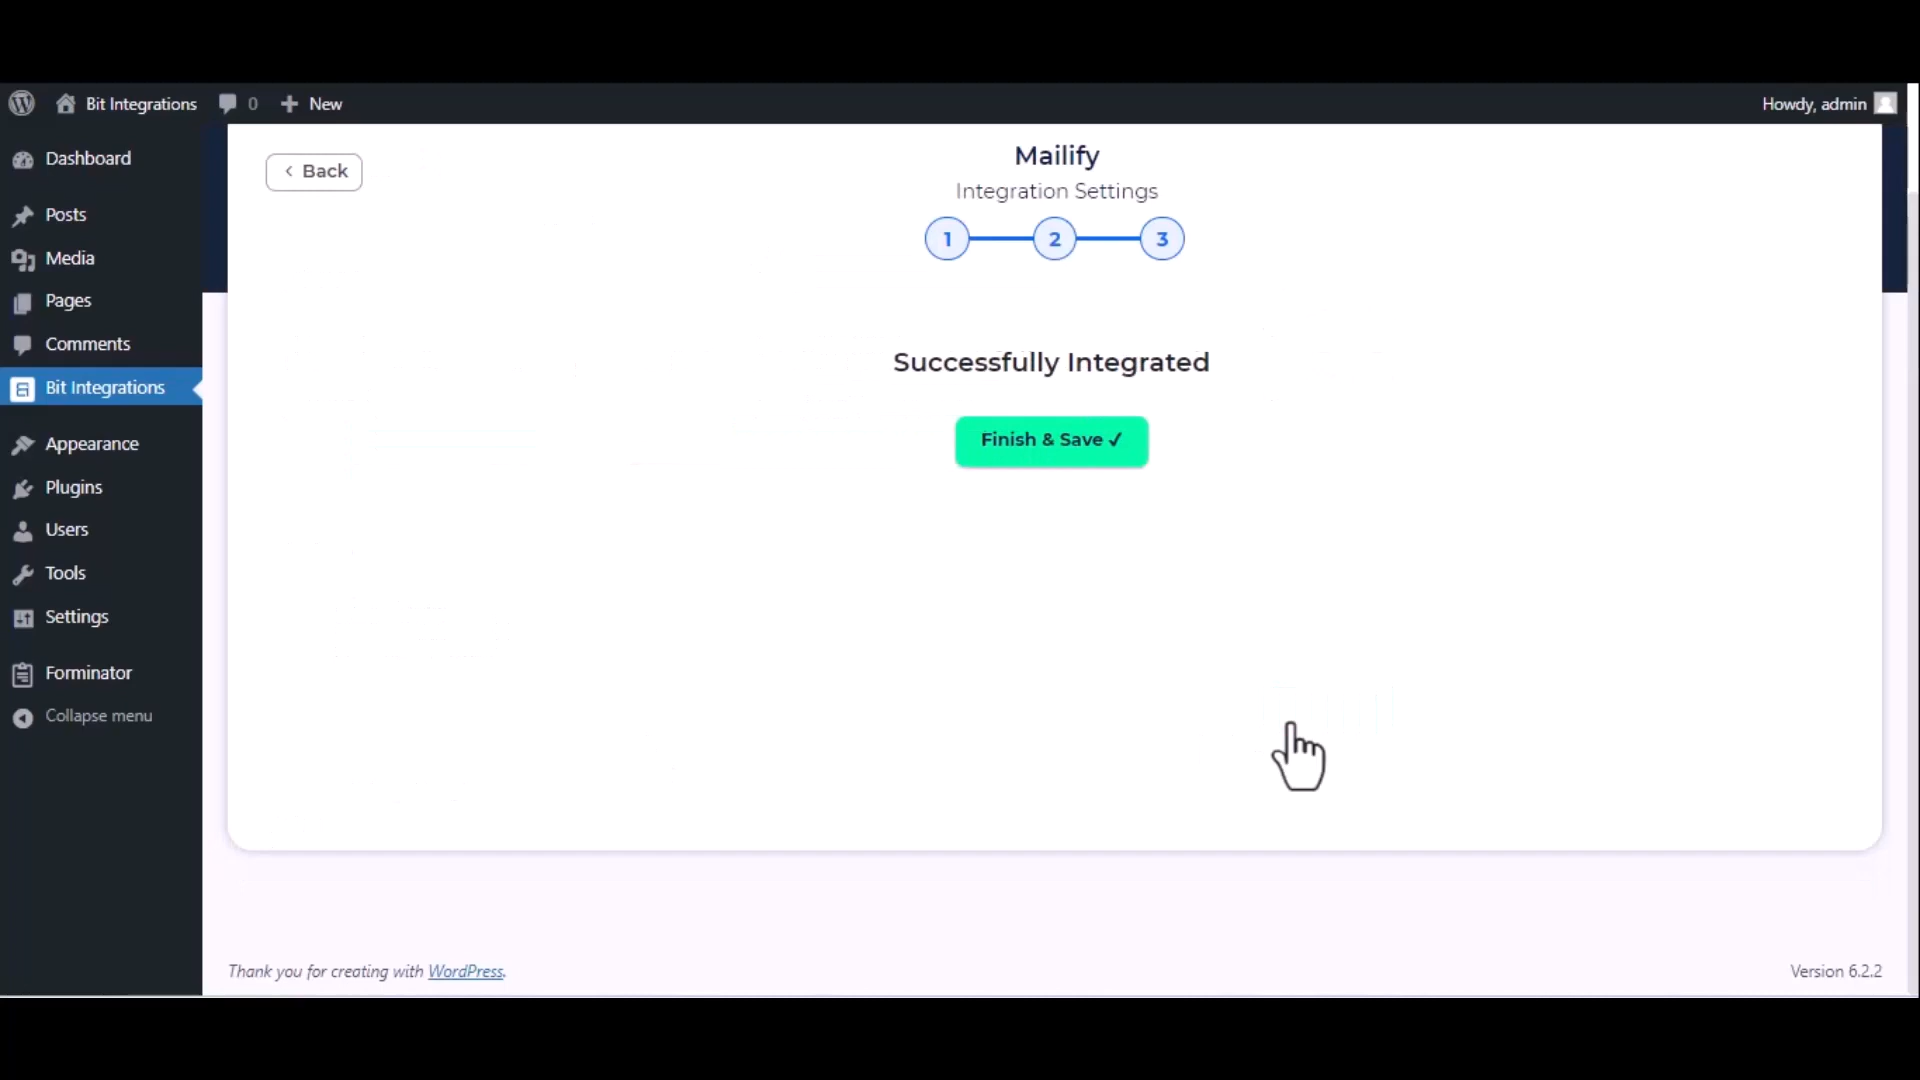 Bit Integrations 0 New Howdy, admin
Dashboard
Posts
Media
Pages
Comments
Bit Integrations
Appearance
Plugins
Users
Tools
Settings
Forminator
Collapse menu
Back
Mailify
Integration Settings
1 2 3
Successfully Integrated
Finish & Save ✓
Thank you for creating with WordPress.
Version 6.2.2